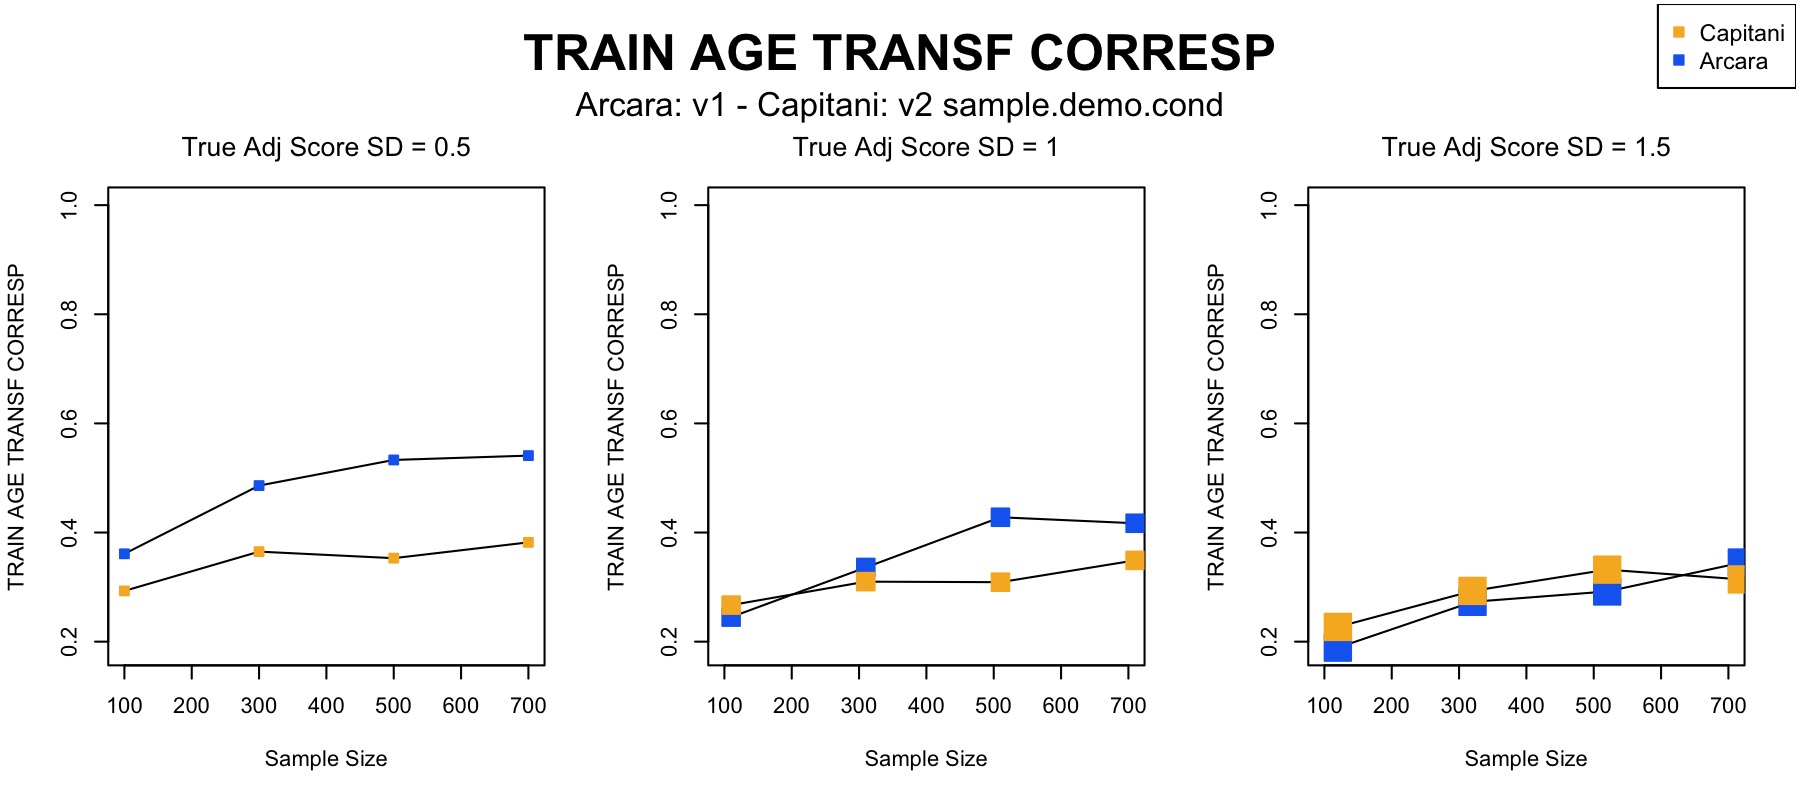 TRAIN AGE TRANSF CORRESP
Arcara: v1 - Capitani: v2 sample.demo.cond
Capitani
Arcara
True Adj Score SD = 0.5
TRAIN AGE TRANSF CORRESP
1.0
0.8
0.6
0.4
0.2
100 200 300 400 500 600 700
Sample Size
True Adj Score SD = 1
TRAIN AGE TRANSF CORRESP
1.0
0.8
0.6
0.4
0.2
100 200 300 400 500 600 700
Sample Size
True Adj Score SD = 1.5
TRAIN AGE TRANSF CORRESP
1.0
0.8
0.6
0.4
0.2
100 200 300 400 500 600 700
Sample Size